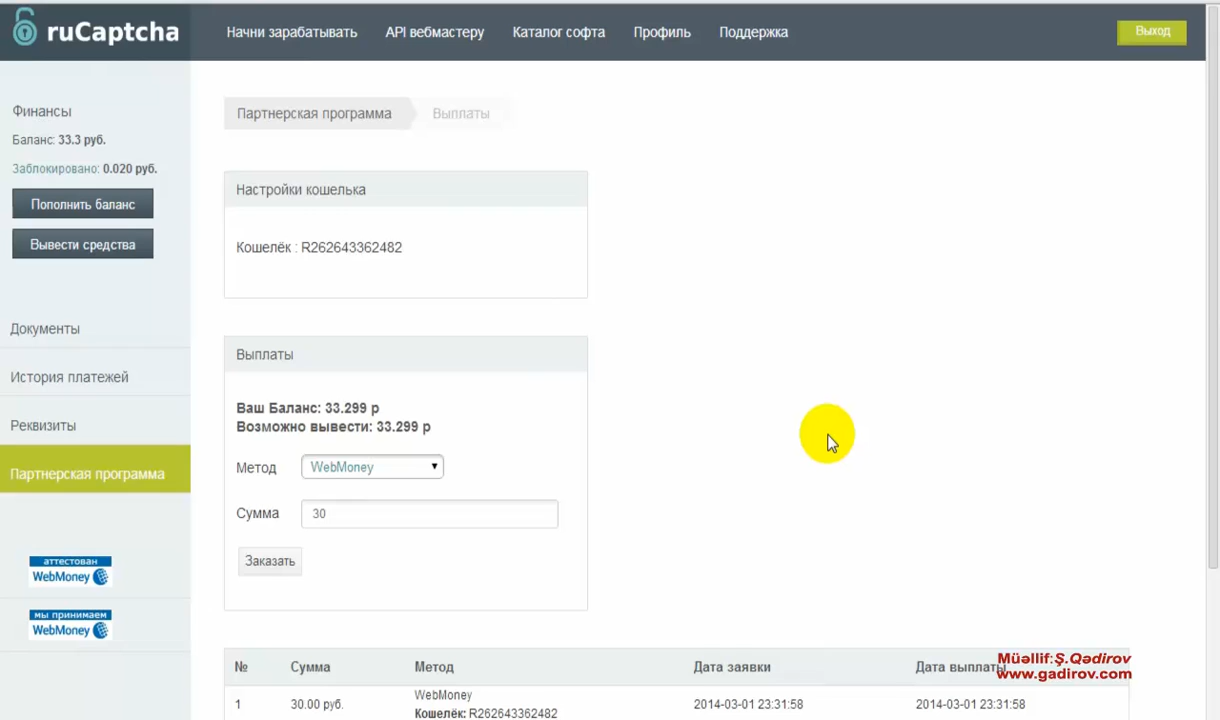 ruCaptcha
Начни зарабатывать
API вебмастеру
Каталог софта
Профиль
Поддержка
Выход
Финансы
Баланс: 33.3 руб.
Заблокировано: 0.020 руб.
Пополнить баланс
Вывести средства
Документы
История платежей
Реквизиты
Партнерская программа
аттестован
WebMoney
мы принимаем
WebMoney
Партнерская программа
Выплаты
Настройки кошелька
Кошелёк : R262643362482
Выплаты
Ваш Баланс: 33.299 р
Возможно вывести: 33.299 р
Метод WebMoney
Сумма 30
Заказать
№ Сумма Метод Дата заявки Дата выплаты
1 30.00 руб. WebMoney 2014-03-01 23:31:58 2014-03-01 23:31:58
Кошелёк: R262643362482
Müəllif:Ş.Qədirov
www.gadirov.com